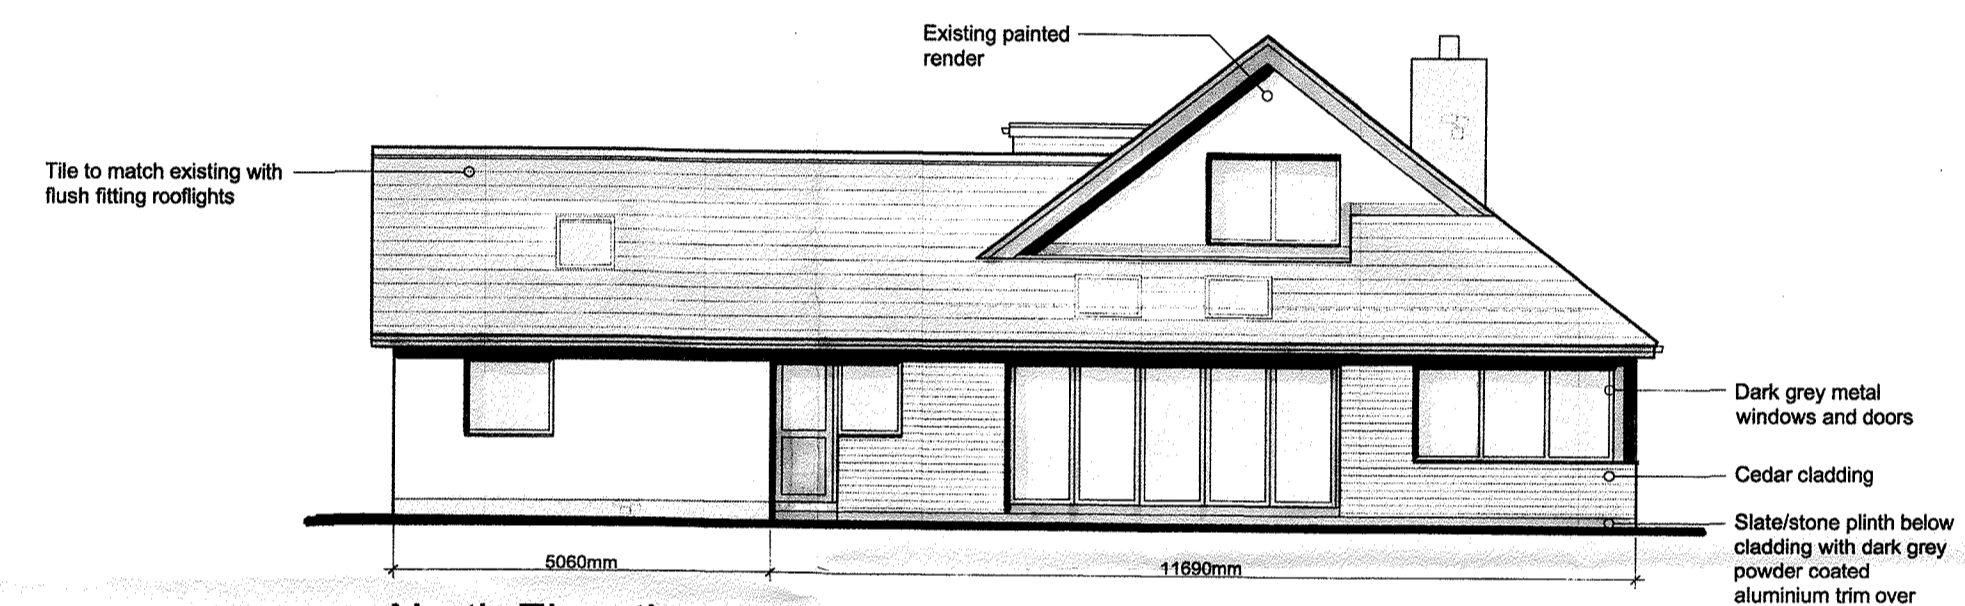 Existing painted
render
Tile to match existing with
flush fitting rooflights
Dark grey metal
windows and doors
Cedar cladding
Slate/stone plinth below
cladding with dark grey
powder coated
aluminium trim over
5060mm
11690mm